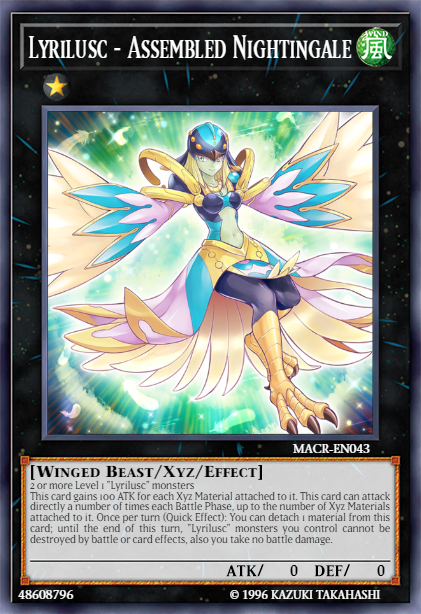 Lyrilusc - Assembled Nightingale
WIND
風
MACR-EN043
[Winged Beast/Xyz/Effect]
2 or more Level 1 "Lyrilusc" monsters
This card gains 100 ATK for each Xyz Material attached to it. This card can attack
directly a number of times each Battle Phase, up to the number of Xyz Materials
attached to it. Once per turn (Quick Effect): You can detach 1 material from this
card; until the end of this turn, "Lyrilusc" monsters you control cannot be
destroyed by battle or card effects, also you take no battle damage.
ATK/ 0 DEF/ 0
48608796 © 1996 KAZUKI TAKAHASHI